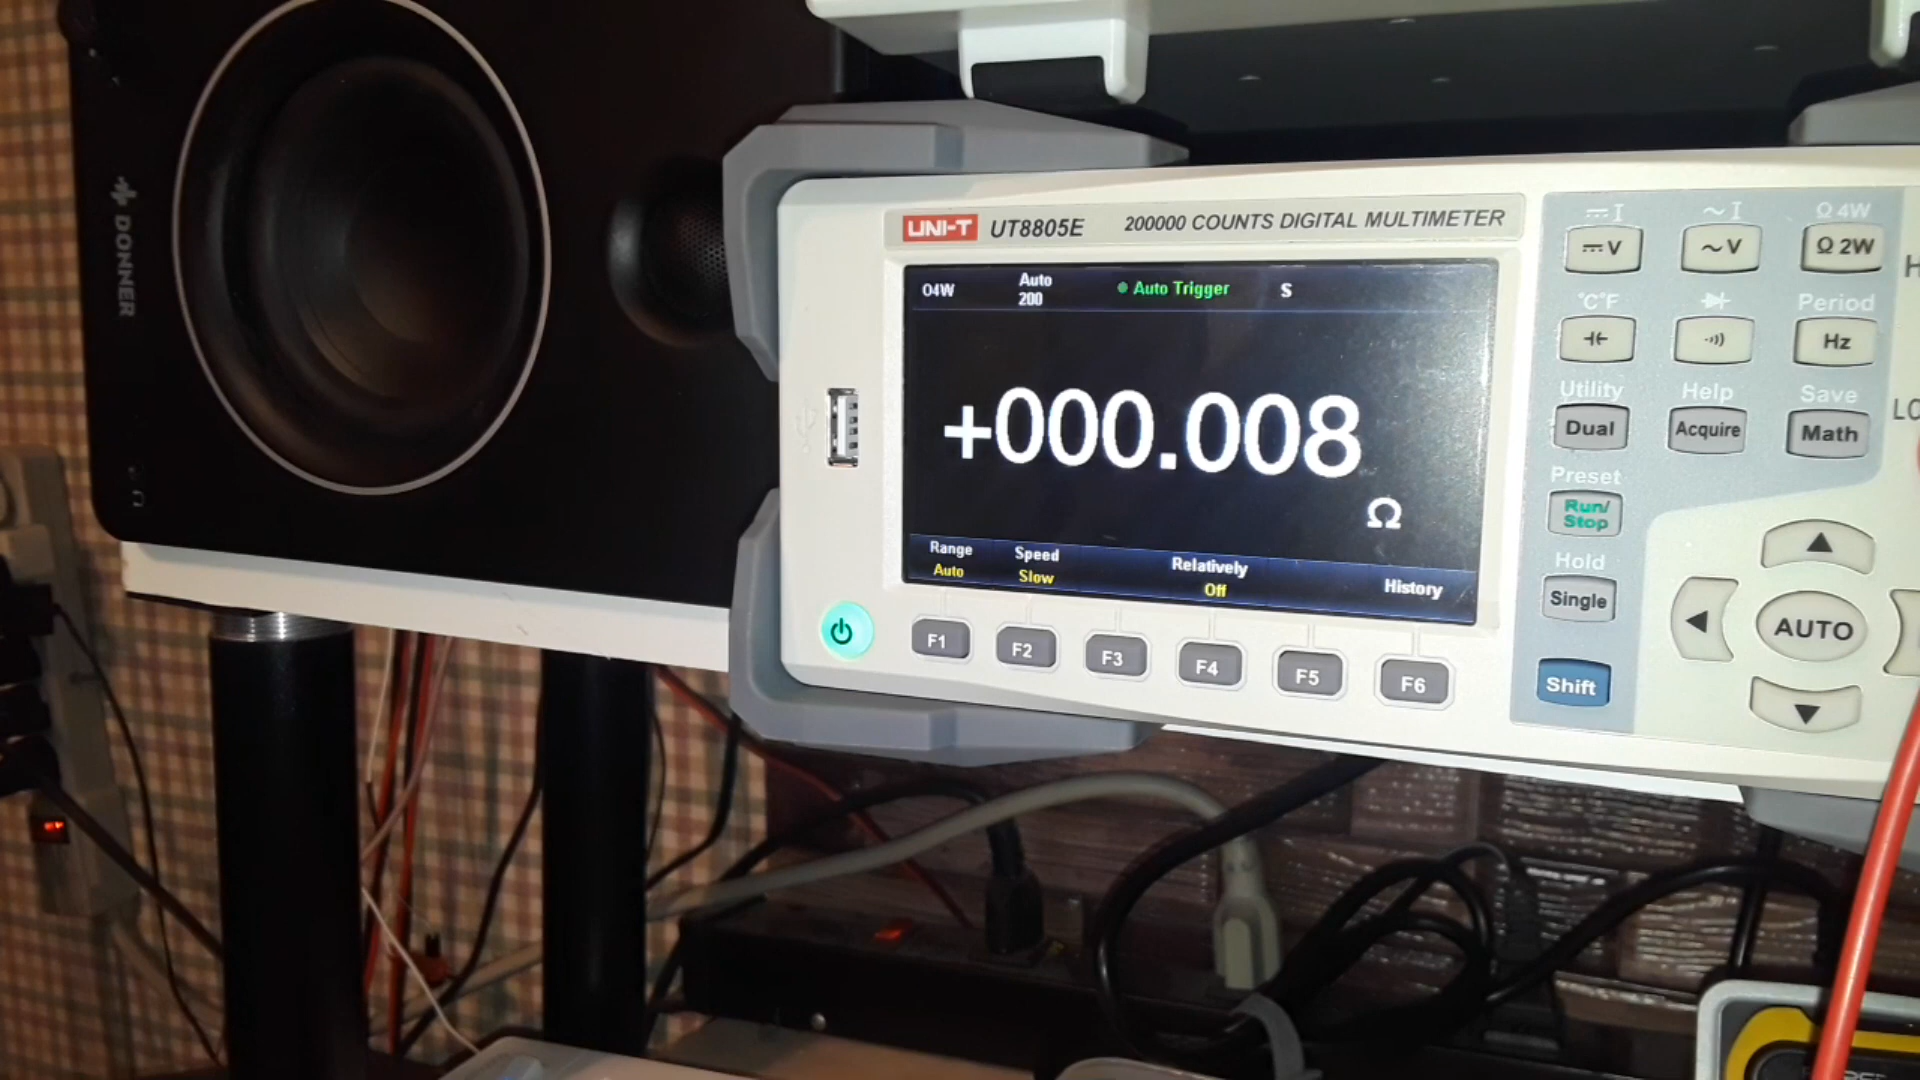 DONNER
UNI-T UT8805E 200000 COUNTS DIGITAL MULTIMETER
O4W Auto 200 Auto Trigger S
+000.008
Ω
Range Speed Relatively History
Auto Slow Off
F1 F2 F3 F4 F5 F6
I ~I Ω 4W
V ~V Ω 2W
°C°F Period
Hz
Utility Help Save
Dual Acquire Math
Preset
Run/
Stop
Hold
Single
AUTO
Shift